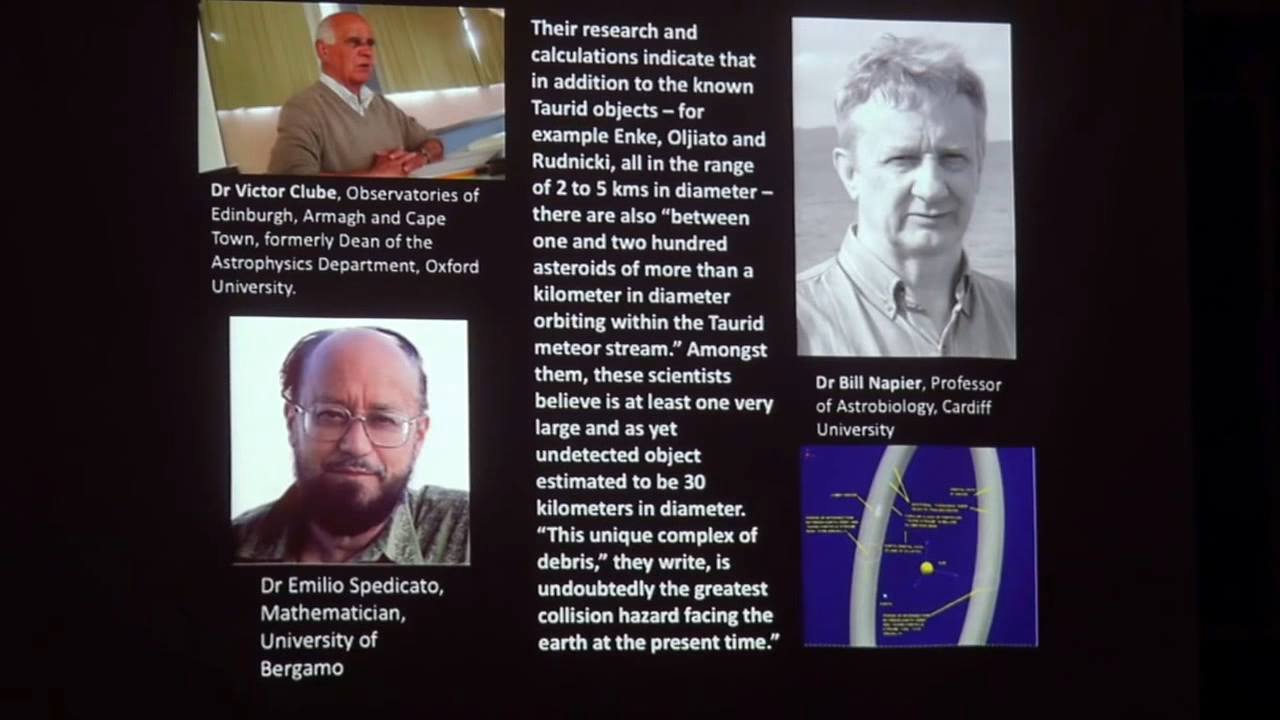 Dr Victor Clube, Observatories of
Edinburgh, Armagh and Cape
Town, formerly Dean of the
Astrophysics Department, Oxford
University.
Dr Emilio Spedicato,
Mathematician,
University of
Bergamo
Their research and
calculations indicate that
in addition to the known
Taurid objects – for
example Enke, Oljiato and
Rudnicki, all in the range
of 2 to 5 kms in diameter –
there are also “between
one and two hundred
asteroids of more than a
kilometer in diameter
orbiting within the Taurid
meteor stream.” Amongst
them, these scientists
believe is at least one very
large and as yet
undetected object
estimated to be 30
kilometers in diameter.
“This unique complex of
debris,” they write, is
undoubtedly the greatest
collision hazard facing the
earth at the present time.”
Dr Bill Napier, Professor
of Astrobiology, Cardiff
University